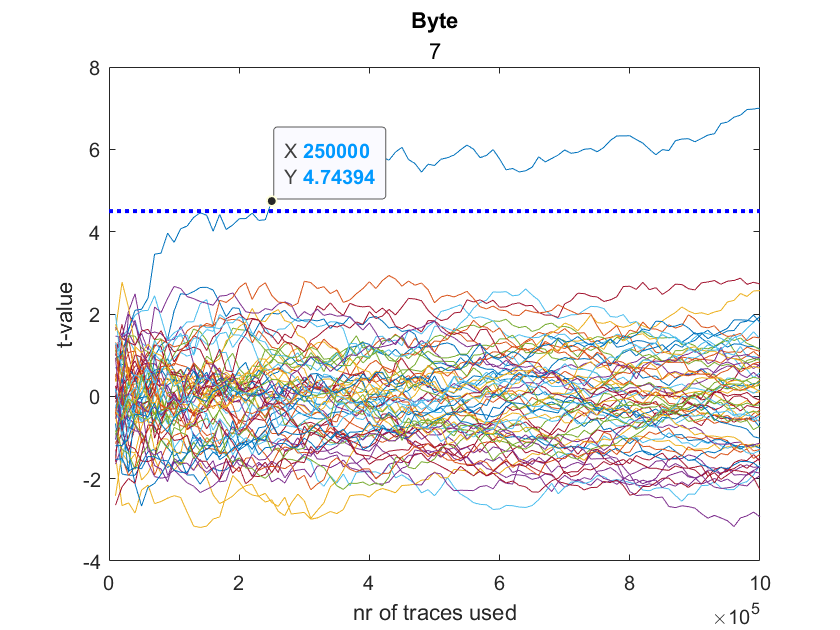 Byte
7
8
6
4
2
0
-2
-4
t-value
X 250000
Y 4.74394
0 2 4 6 8 10
nr of traces used
×10⁵